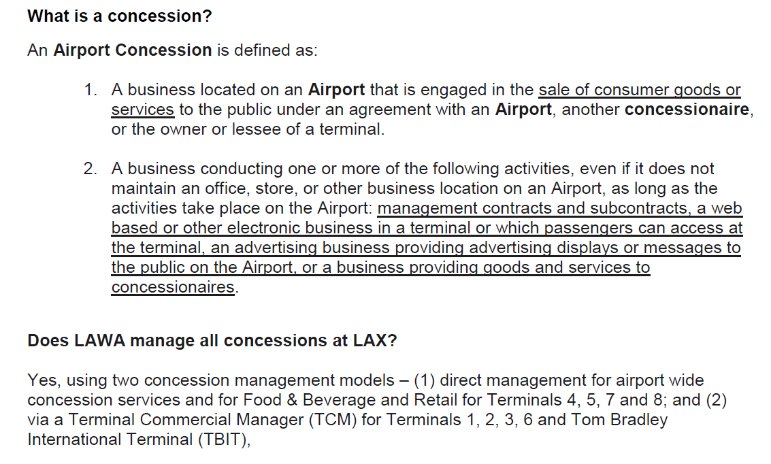 What is a concession?
An Airport Concession is defined as:
1. A business located on an Airport that is engaged in the sale of consumer goods or
services to the public under an agreement with an Airport, another concessionaire,
or the owner or lessee of a terminal.
2. A business conducting one or more of the following activities, even if it does not
maintain an office, store, or other business location on an Airport, as long as the
activities take place on the Airport: management contracts and subcontracts, a web
based or other electronic business in a terminal or which passengers can access at
the terminal, an advertising business providing advertising displays or messages to
the public on the Airport, or a business providing goods and services to
concessionaires.
Does LAWA manage all concessions at LAX?
Yes, using two concession management models – (1) direct management for airport wide
concession services and for Food & Beverage and Retail for Terminals 4, 5, 7 and 8; and (2)
via a Terminal Commercial Manager (TCM) for Terminals 1, 2, 3, 6 and Tom Bradley
International Terminal (TBIT),